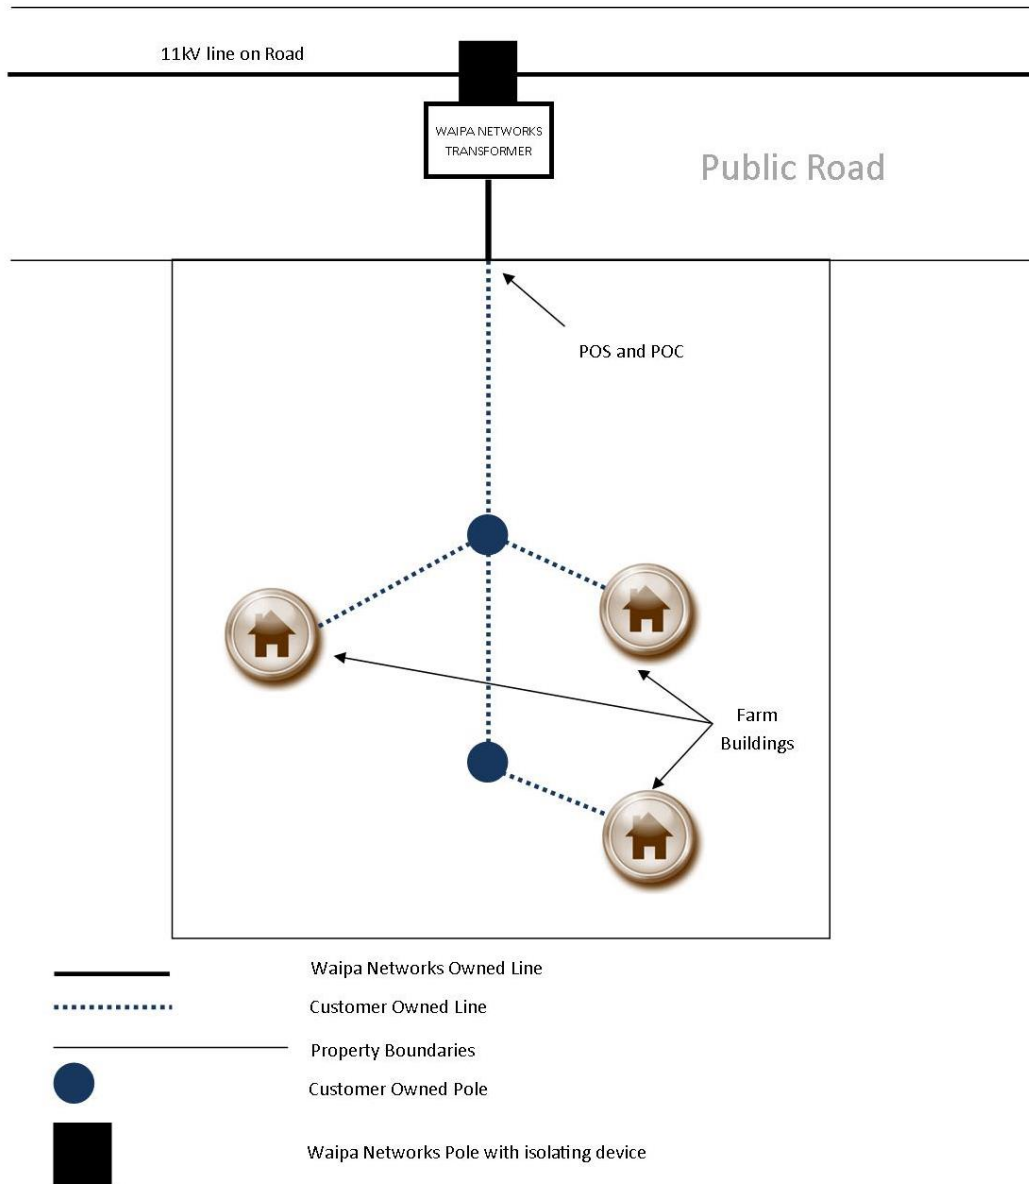 11kV line on Road
WAIPA NETWORKS
TRANSFORMER
Public Road
POS and POC
Farm
Buildings
Waipa Networks Owned Line
Customer Owned Line
Property Boundaries
Customer Owned Pole
Waipa Networks Pole with isolating device